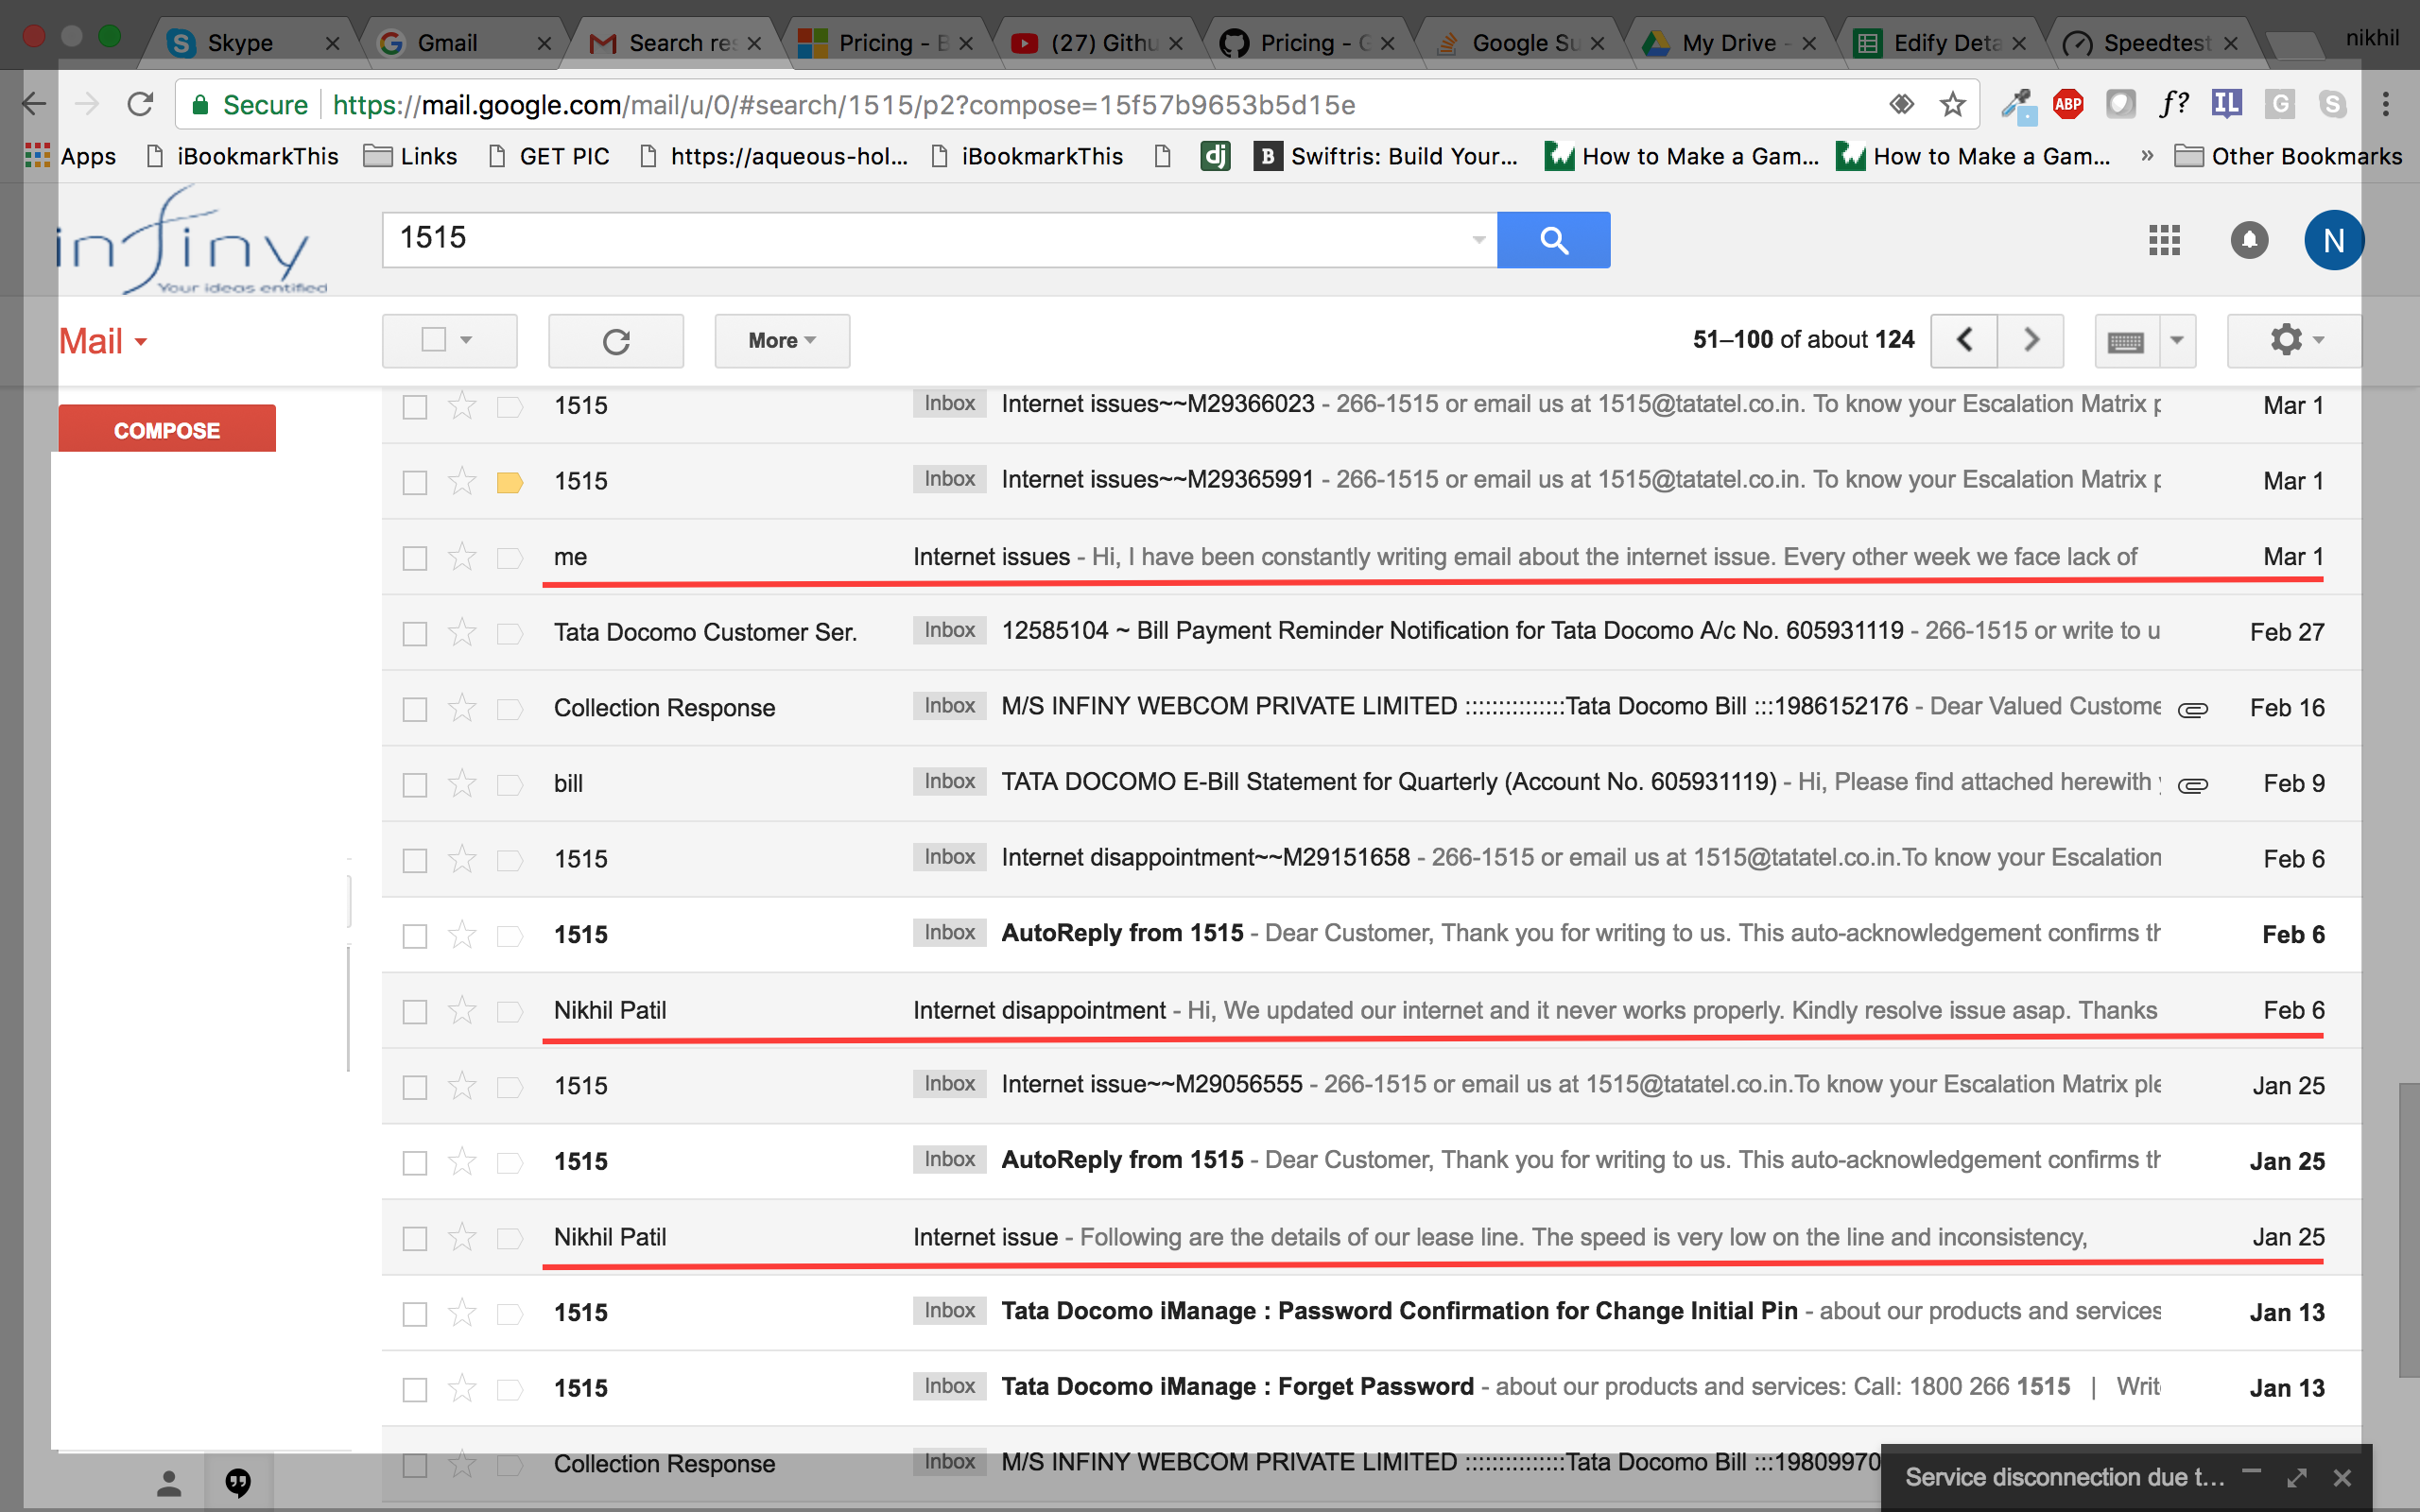 Skype Gmail Search res Pricing - B (27) Githu Pricing - G Google Su My Drive - Edify Deta Speedtest nikhil
Secure https://mail.google.com/mail/u/0/#search/1515/p2?compose=15f57b9653b5d15e ABP f? IL G S
Apps iBookmarkThis Links GET PIC https://aqueous-hol... iBookmarkThis dj B Swiftris: Build Your... How to Make a Gam... How to Make a Gam... » Other Bookmarks
infiny
Your ideas entified
1515
N
Mail More 51–100 of about 124
COMPOSE
1515 Inbox Internet issues~~M29366023 - 266-1515 or email us at 1515@tatatel.co.in. To know your Escalation Matrix p Mar 1
1515 Inbox Internet issues~~M29365991 - 266-1515 or email us at 1515@tatatel.co.in. To know your Escalation Matrix p Mar 1
me Internet issues - Hi, I have been constantly writing email about the internet issue. Every other week we face lack of Mar 1
Tata Docomo Customer Ser. Inbox 12585104 ~ Bill Payment Reminder Notification for Tata Docomo A/c No. 605931119 - 266-1515 or write to u Feb 27
Collection Response Inbox M/S INFINY WEBCOM PRIVATE LIMITED :::::::::::::::Tata Docomo Bill :::1986152176 - Dear Valued Custome Feb 16
bill Inbox TATA DOCOMO E-Bill Statement for Quarterly (Account No. 605931119) - Hi, Please find attached herewith Feb 9
1515 Inbox Internet disappointment~~M29151658 - 266-1515 or email us at 1515@tatatel.co.in.To know your Escalation Feb 6
1515 Inbox AutoReply from 1515 - Dear Customer, Thank you for writing to us. This auto-acknowledgement confirms th Feb 6
Nikhil Patil Internet disappointment - Hi, We updated our internet and it never works properly. Kindly resolve issue asap. Thanks Feb 6
1515 Inbox Internet issue~~M29056555 - 266-1515 or email us at 1515@tatatel.co.in.To know your Escalation Matrix ple Jan 25
1515 Inbox AutoReply from 1515 - Dear Customer, Thank you for writing to us. This auto-acknowledgement confirms th Jan 25
Nikhil Patil Internet issue - Following are the details of our lease line. The speed is very low on the line and inconsistency, Jan 25
1515 Inbox Tata Docomo iManage : Password Confirmation for Change Initial Pin - about our products and services Jan 13
1515 Inbox Tata Docomo iManage : Forget Password - about our products and services: Call: 1800 266 1515 | Writ Jan 13
Collection Response Inbox M/S INFINY WEBCOM PRIVATE LIMITED :::::::::::::::Tata Docomo Bill :::19809970
Service disconnection due t...